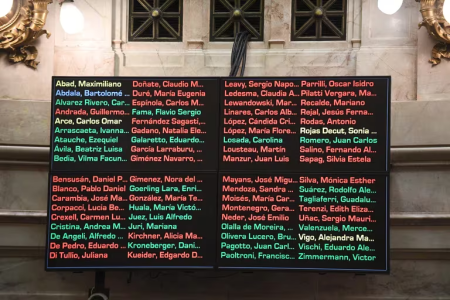 Abad, Maximiliano
Abdala, Bartolomé ...
Alvarez Rivero, Car...
Andrada, Guillermo...
Arce, Carlos Omar
Arrascaeta, Ivanna...
Atauche, Ezequiel
Ávila, Beatriz Luisa
Bedia, Vilma Facun...
Doñate, Claudio M...
Duré, María Eugenia
Espínola, Carlos M...
Fama, Flavio Sergio
Fernández Sagasti,...
Gadano, Natalia Ele...
Galaretto, Eduardo...
García Larraburu, ...
Giménez Navarro, ...
Leavy, Sergio Napo...
Ledesma, Claudia A...
Lewandowski, Mar...
Linares, Carlos Alb...
López, Cándida Cri...
López, María Flore...
Losada, Carolina
Lousteau, Martín
Manzur, Juan Luis
Parrilli, Oscar Isidro
Pilatti Vergara, Ma...
Recalde, Mariano
Rejal, Jesús Ferna...
Rodas, Antonio
Rojas Decut, Sonia ...
Romero, Juan Carlos
Salino, Fernando
Sapag, Silvia Estela
Bensusán, Daniel P...
Blanco, Pablo Daniel
Carambia, José Ma...
Corpacci, Lucía Be...
Crexell, Carmen Lu...
Cristina, Andrea M...
De Angeli, Alfredo ...
De Pedro, Eduardo ...
Di Tullio, Juliana
Gimenez, Nora del ...
Goerling Lara, Enri...
González, María Te...
Huala, María Victó...
Juez, Luis Alfredo
Juri, Mariana
Kirchner, Alicia Ma...
Kroneberger, Dani...
Kueider, Edgardo D...
Mayans, José Migu...
Mendoza, Sandra ...
Moisés, María Car...
Montenegro, Gera...
Neder, José Emilio
Olalla de Moreira, ...
Olivera Lucero, Bru...
Pagotto, Juan Carl...
Paoltroni, Francisc...
Silva, Mónica Esther
Suárez, Rodolfo Ale...
Tagliaferri, Guadalu...
Terenzi, Edith Eliza...
Uñac, Sergio Mauri...
Valenzuela, Merce...
Vigo, Alejandra Ma...
Vischi, Eduardo Ale...
Zimmermann, Victor